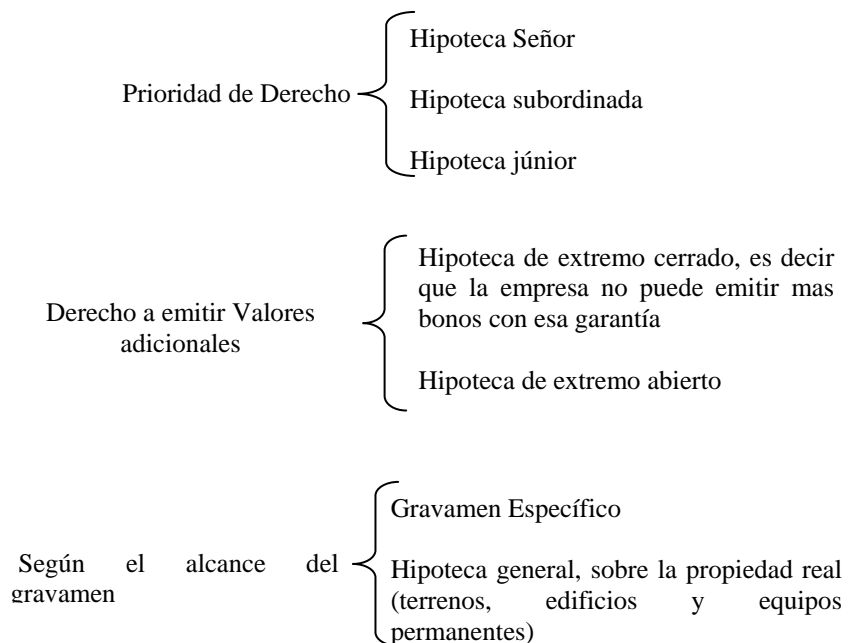 Prioridad de Derecho
Hipoteca Señor
Hipoteca subordinada
Hipoteca júnior
Derecho a emitir Valores
adicionales
Hipoteca de extremo cerrado, es decir
que la empresa no puede emitir mas
bonos con esa garantía
Hipoteca de extremo abierto
Según el alcance del
gravamen
Gravamen Específico
Hipoteca general, sobre la propiedad real
(terrenos, edificios y equipos
permanentes)